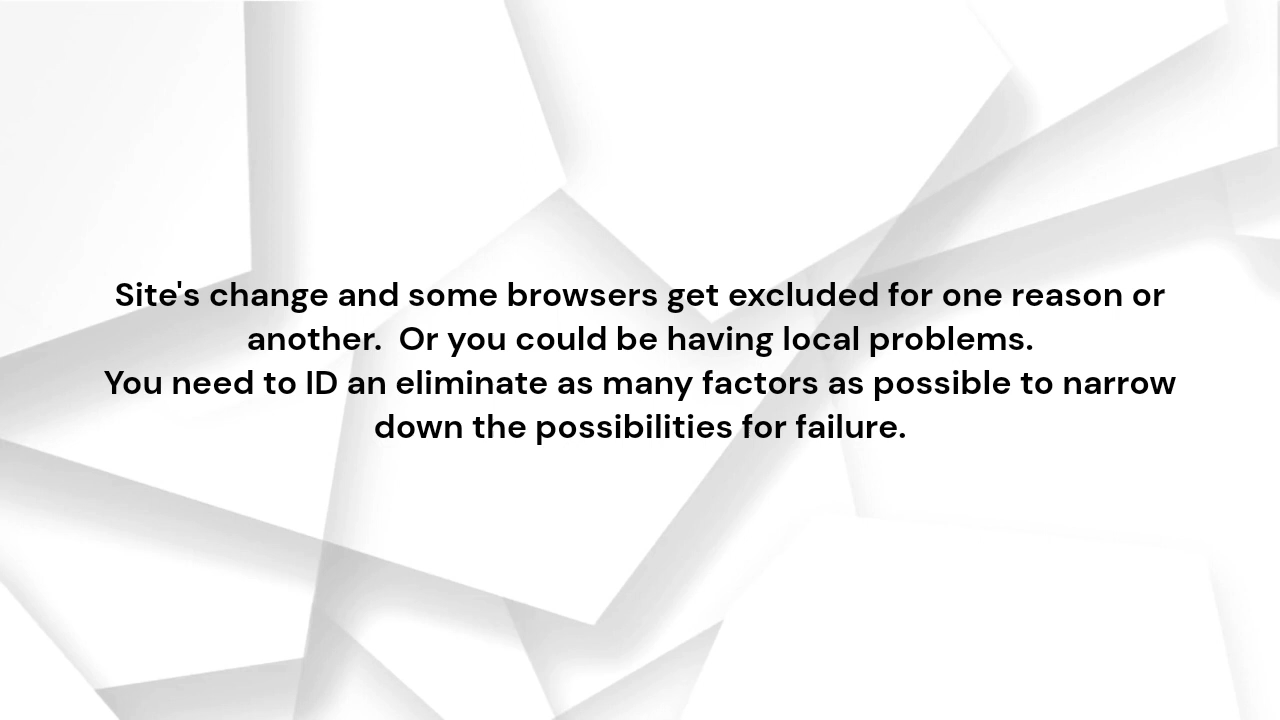 Site's change and some browsers get excluded for one reason or
another.  Or you could be having local problems.
You need to ID an eliminate as many factors as possible to narrow
down the possibilities for failure.